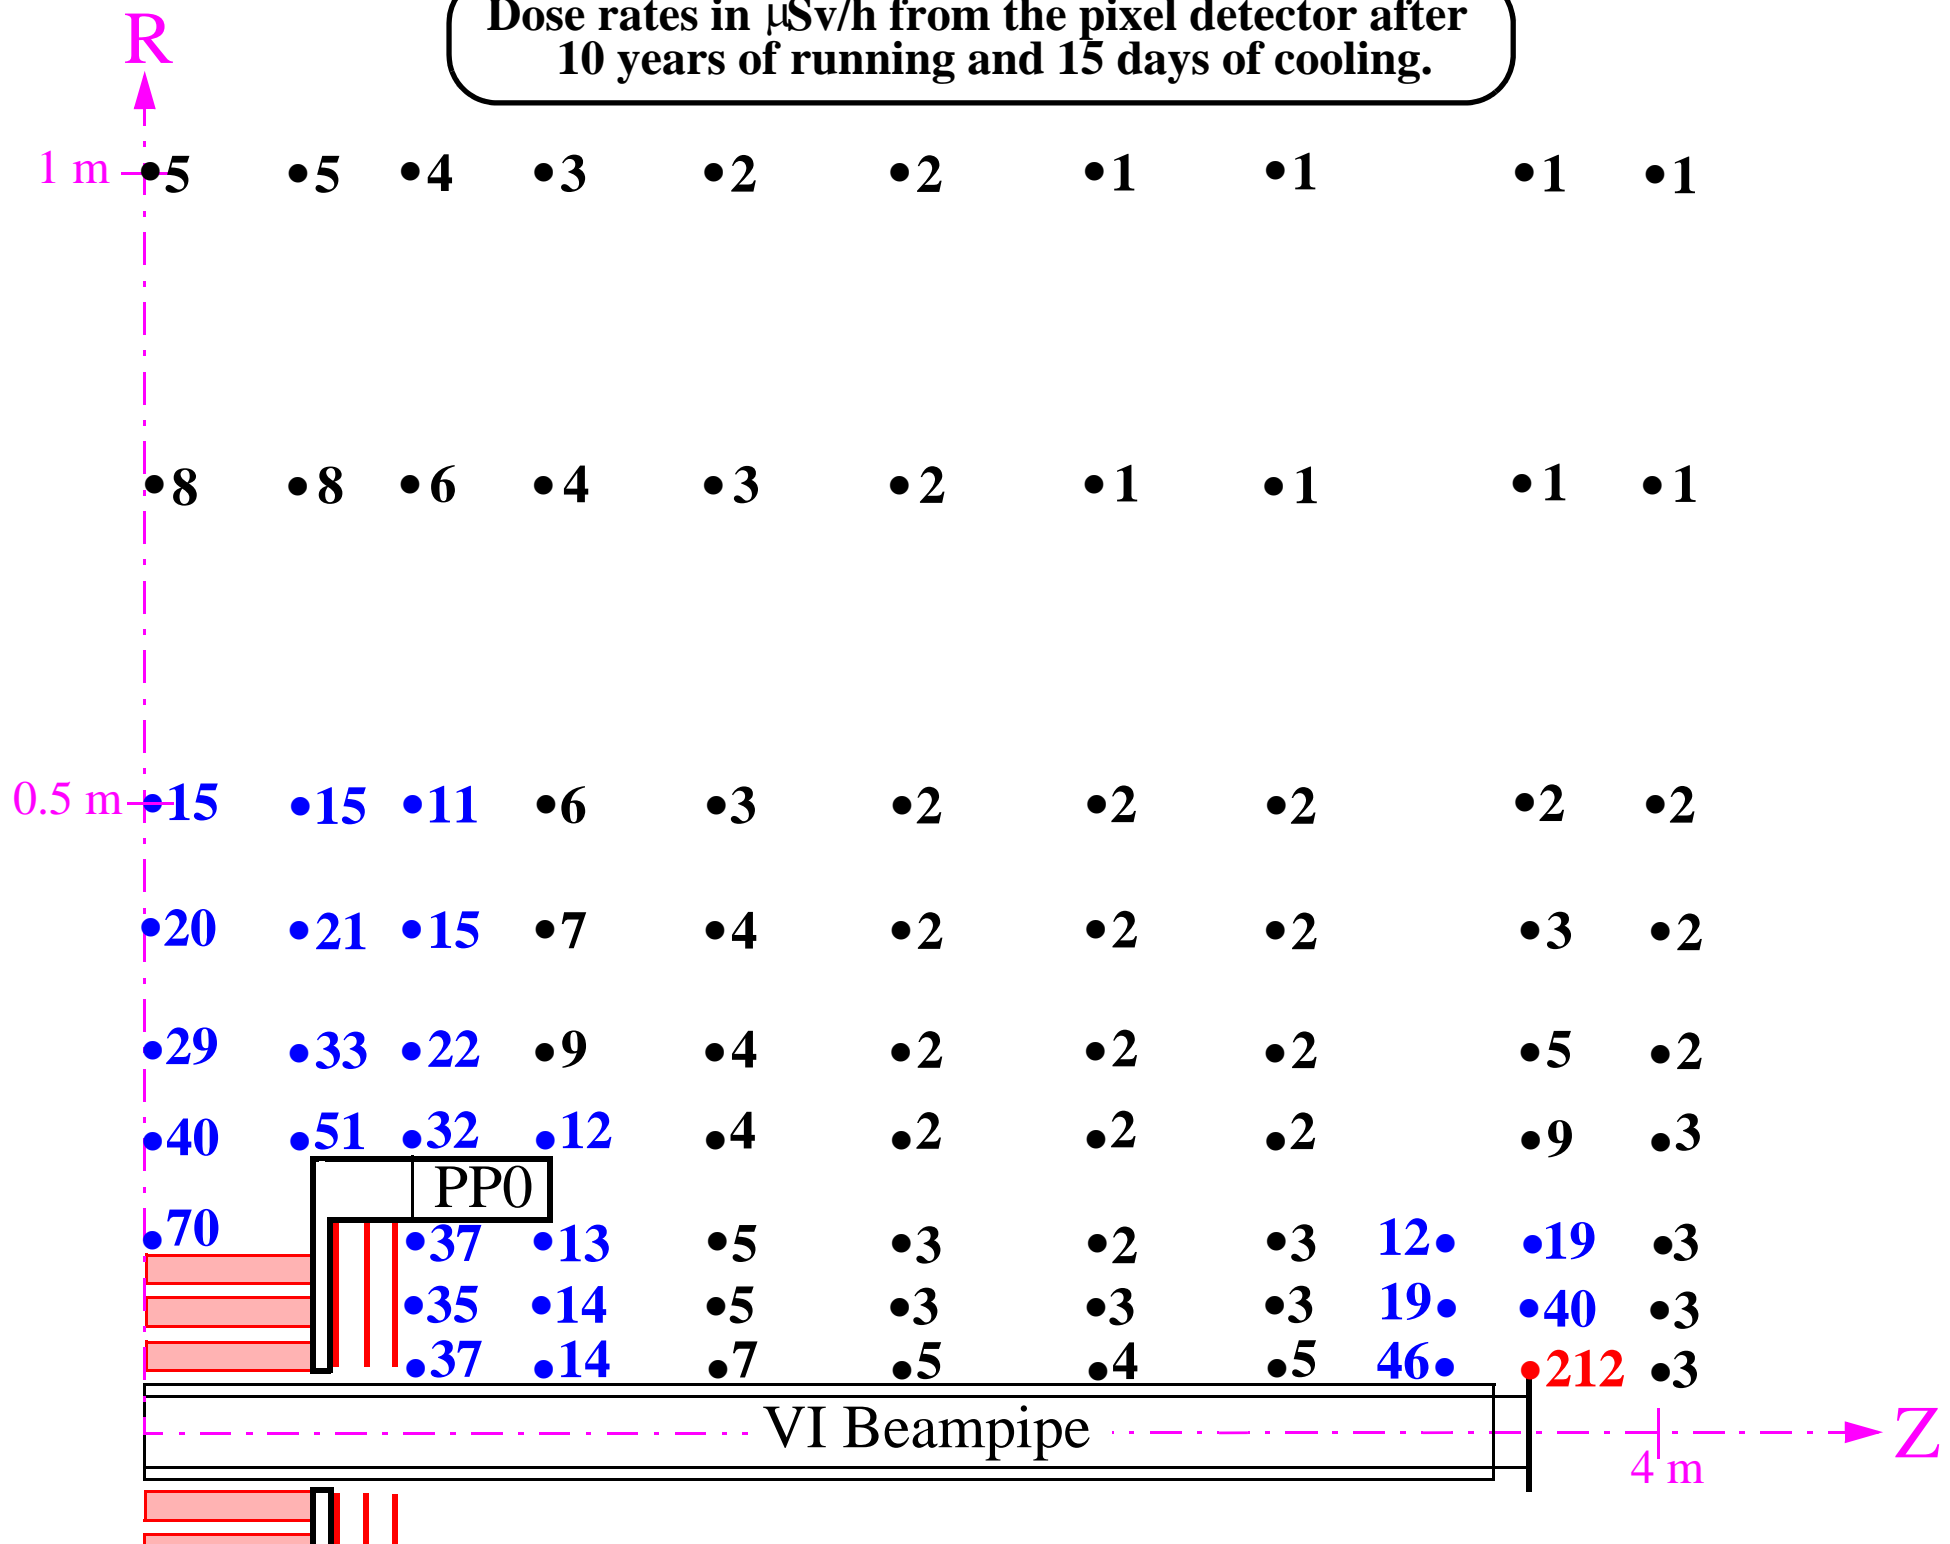 Dose rates in μSv/h from the pixel detector after
10 years of running and 15 days of cooling.
R
1 m 5 5 4 3 2 2 1 1 1 1
8 8 6 4 3 2 1 1 1 1
0.5 m 15 15 11 6 3 2 2 2 2 2
20 21 15 7 4 2 2 2 3 2
29 33 22 9 4 2 2 2 5 2
40 51 32 12 4 2 2 2 9 3
PP0
70 37 13 5 3 2 3 12 19 3
35 14 5 3 3 3 19 40 3
37 14 7 5 4 5 46 212 3
VI Beampipe
Z
4 m